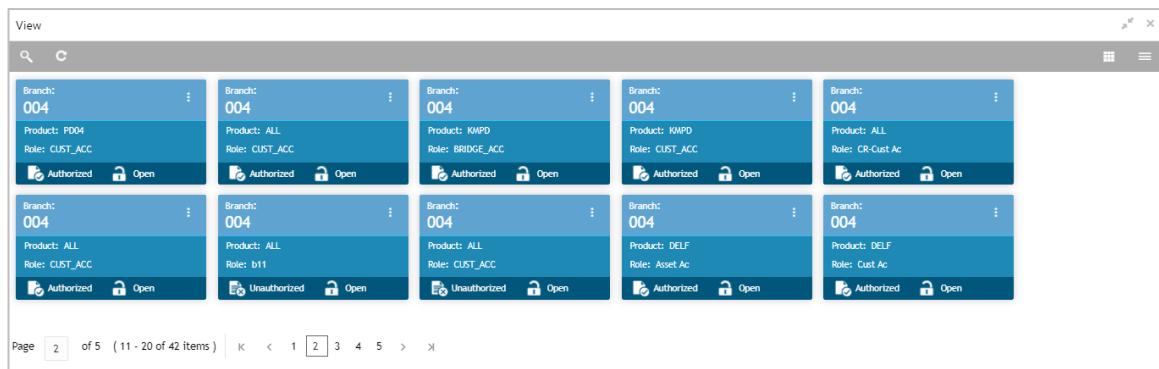 View
Branch:
004
Product: PD04
Role: CUST_ACC
Authorized Open
Branch:
004
Product: ALL
Role: CUST_ACC
Authorized Open
Branch:
004
Product: KMPD
Role: BRIDGE_ACC
Authorized Open
Branch:
004
Product: KMPD
Role: CUST_ACC
Authorized Open
Branch:
004
Product: ALL
Role: CR-Cust Ac
Authorized Open
Branch:
004
Product: ALL
Role: CUST_ACC
Authorized Open
Branch:
004
Product: ALL
Role: b11
Unauthorized Open
Branch:
004
Product: ALL
Role: CUST_ACC
Unauthorized Open
Branch:
004
Product: DELF
Role: Asset Ac
Authorized Open
Branch:
004
Product: DELF
Role: Cust Ac
Authorized Open
Page 2 of 5 ( 11 - 20 of 42 items ) 1 2 3 4 5